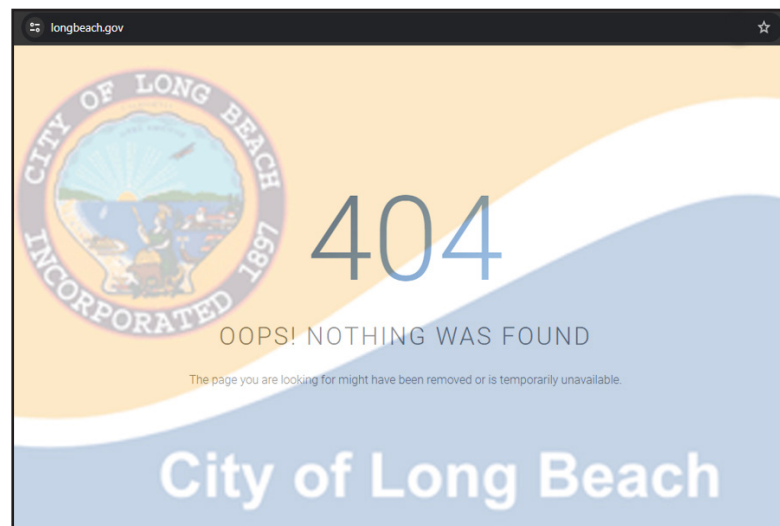 longbeach.gov
CITY OF LONG BEACH
INCORPORATED 1897
404
OOPS! NOTHING WAS FOUND
The page you are looking for might have been removed or is temporarily unavailable.
City of Long Beach